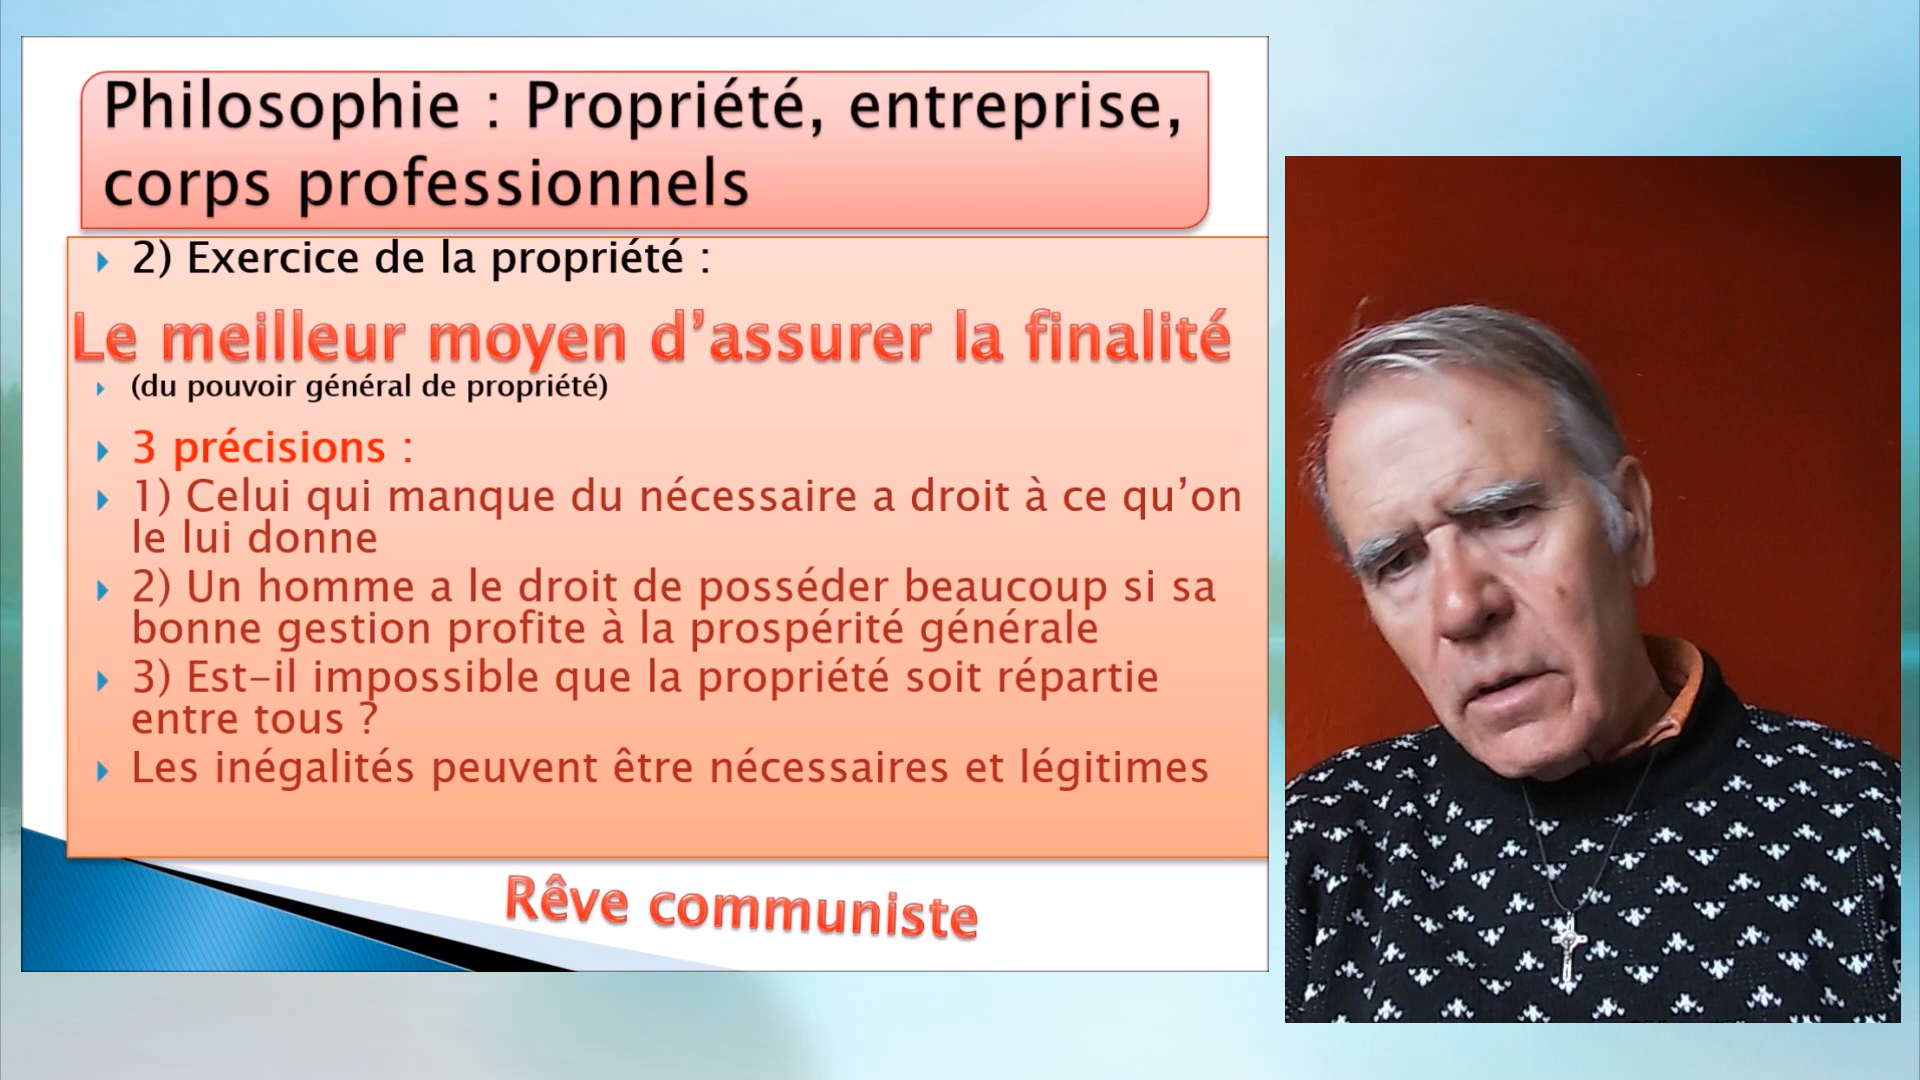 Philosophie : Propriété, entreprise,
corps professionnels
2) Exercice de la propriété :
Le meilleur moyen d’assurer la finalité
(du pouvoir général de propriété)
3 précisions :
1) Celui qui manque du nécessaire a droit à ce qu’on
le lui donne
2) Un homme a le droit de posséder beaucoup si sa
bonne gestion profite à la prospérité générale
3) Est-il impossible que la propriété soit répartie
entre tous ?
Les inégalités peuvent être nécessaires et légitimes
Rêve communiste